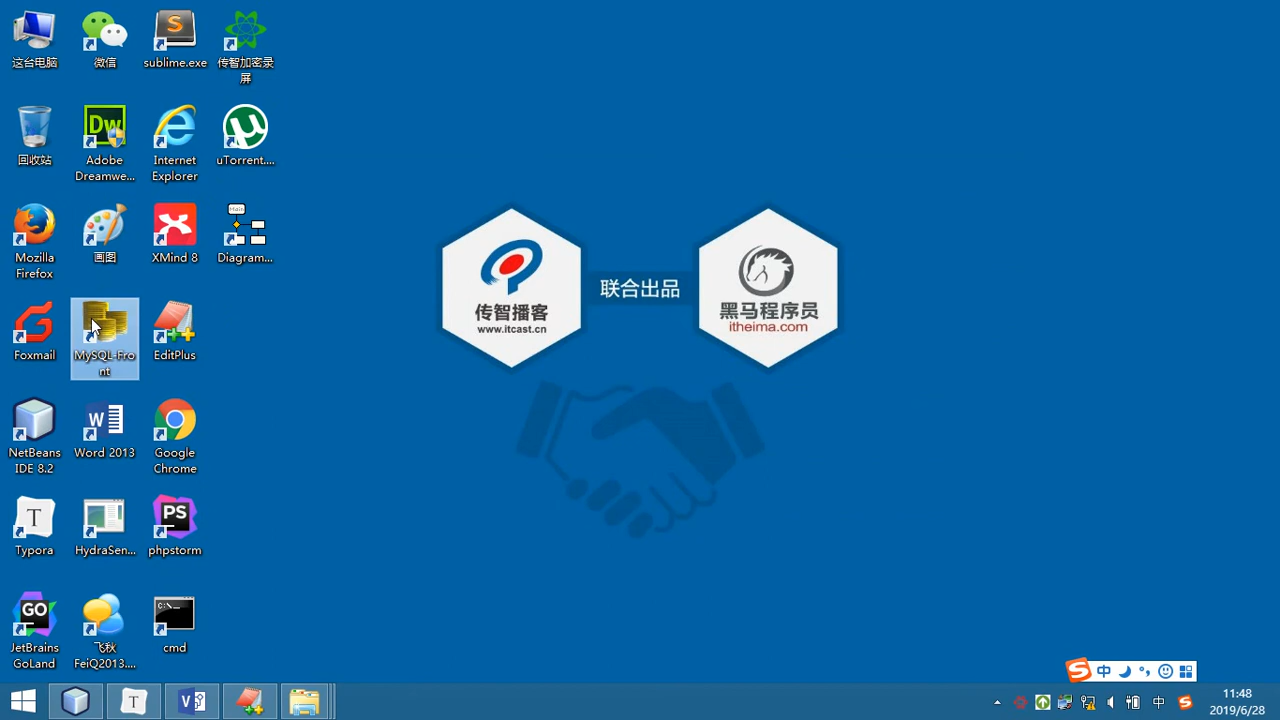 这台电脑
微信
sublime.exe
传智加密录
屏
回收站
Dw
Adobe
Dreamwe...
Internet
Explorer
µ
uTorrent....
Mozilla
Firefox
画图
XMind 8
Main
Diagram...
Foxmail
MySQL-Fro
nt
EditPlus
NetBeans
IDE 8.2
W
Word 2013
Google
Chrome
T
Typora
HydraSen...
PS
phpstorm
GO
JetBrains
GoLand
飞秋
FeiQ2013....
C:\_
cmd
传智播客
www.itcast.cn
联合出品
黑马程序员
itheima.com
S
中
T
V
中
S
11:48
2019/6/28